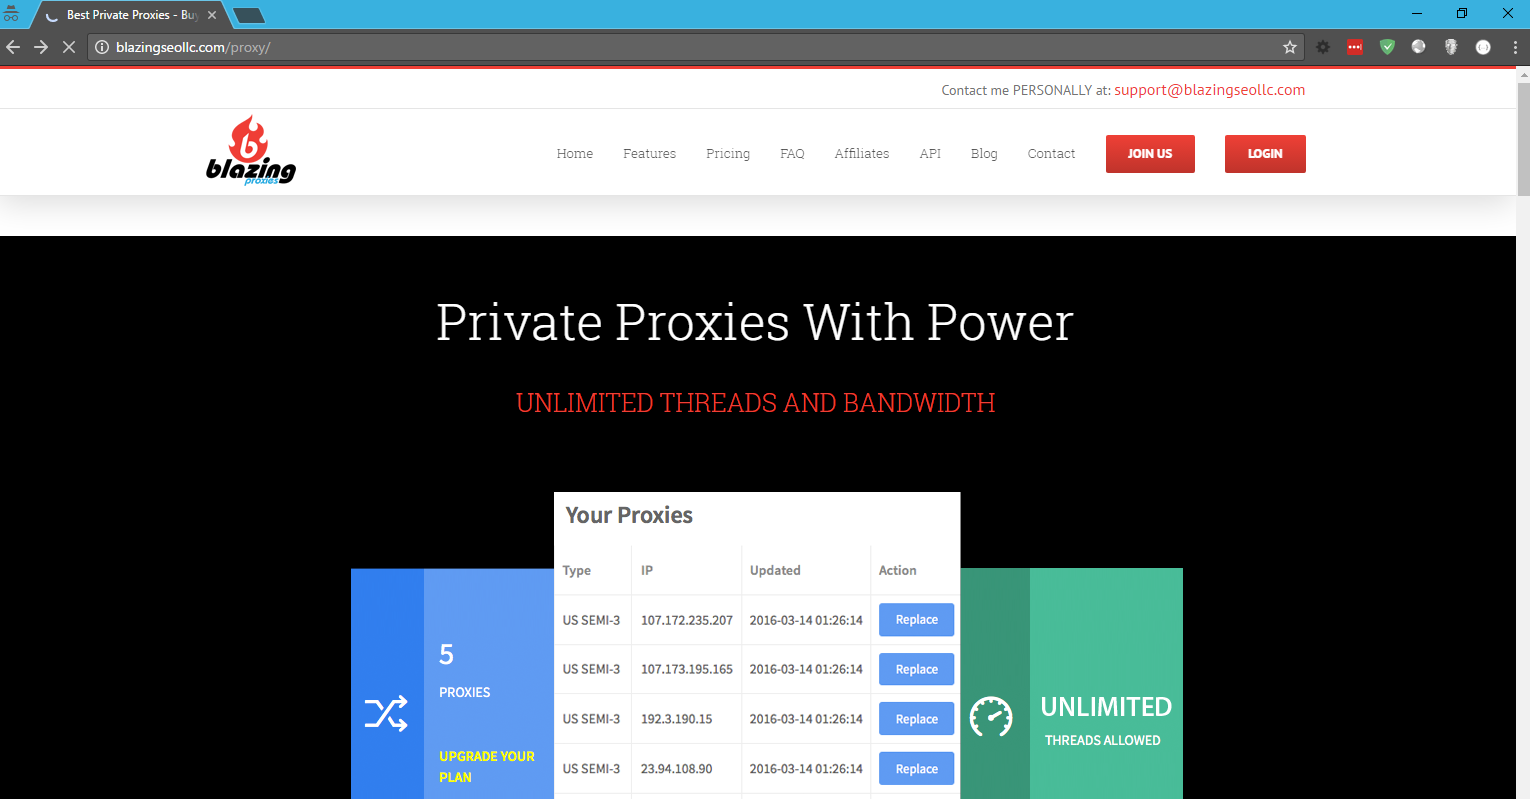 Best Private Proxies - Buy
blazingseollc.com/proxy/
Contact me PERSONALLY at: support@blazingseollc.com
blazing
proxies
Home Features Pricing FAQ Affiliates API Blog Contact JOIN US LOGIN
Private Proxies With Power
UNLIMITED THREADS AND BANDWIDTH
Your Proxies
Type IP Updated Action
US SEMI-3 107.172.235.207 2016-03-14 01:26:14 Replace
US SEMI-3 107.173.195.165 2016-03-14 01:26:14 Replace
US SEMI-3 192.3.190.15 2016-03-14 01:26:14 Replace
US SEMI-3 23.94.108.90 2016-03-14 01:26:14 Replace
5
PROXIES
UPGRADE YOUR
PLAN
UNLIMITED
THREADS ALLOWED